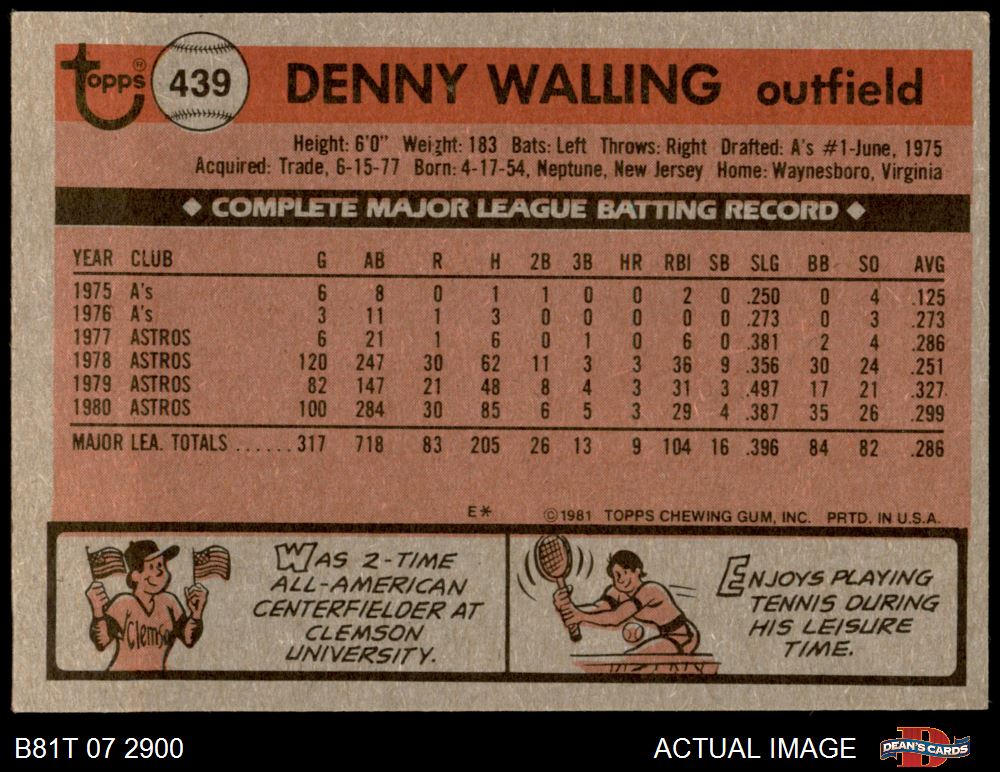 Topps®
439
DENNY WALLING outfield
Height: 6'0" Weight: 183 Bats: Left Throws: Right Drafted: A's #1-June, 1975
Acquired: Trade, 6-15-77 Born: 4-17-54, Neptune, New Jersey Home: Waynesboro, Virginia
◆ COMPLETE MAJOR LEAGUE BATTING RECORD ◆
YEAR CLUB G AB R H 2B 3B HR RBI SB SLG BB SO AVG
1975 A's 6 8 0 1 1 0 0 2 0 .250 0 4 .125
1976 A's 3 11 1 3 0 0 0 0 0 .273 0 3 .273
1977 ASTROS 6 21 1 6 0 1 0 6 0 .381 2 4 .286
1978 ASTROS 120 247 30 62 11 3 3 36 9 .356 30 24 .251
1979 ASTROS 82 147 21 48 8 4 3 31 3 .497 17 21 .327
1980 ASTROS 100 284 30 85 6 5 3 29 4 .387 35 26 .299
MAJOR LEA. TOTALS ......317 718 83 205 26 13 9 104 16 .396 84 82 .286
E* ©1981 TOPPS CHEWING GUM, INC. PRTD. IN U.S.A.
Clemso
WAS 2-TIME
ALL-AMERICAN
CENTERFIELDER AT
CLEMSON
UNIVERSITY.
ENJOYS PLAYING
TENNIS DURING
HIS LEISURE
TIME.
B81T 07 2900
ACTUAL IMAGE
DEAN'S CARDS